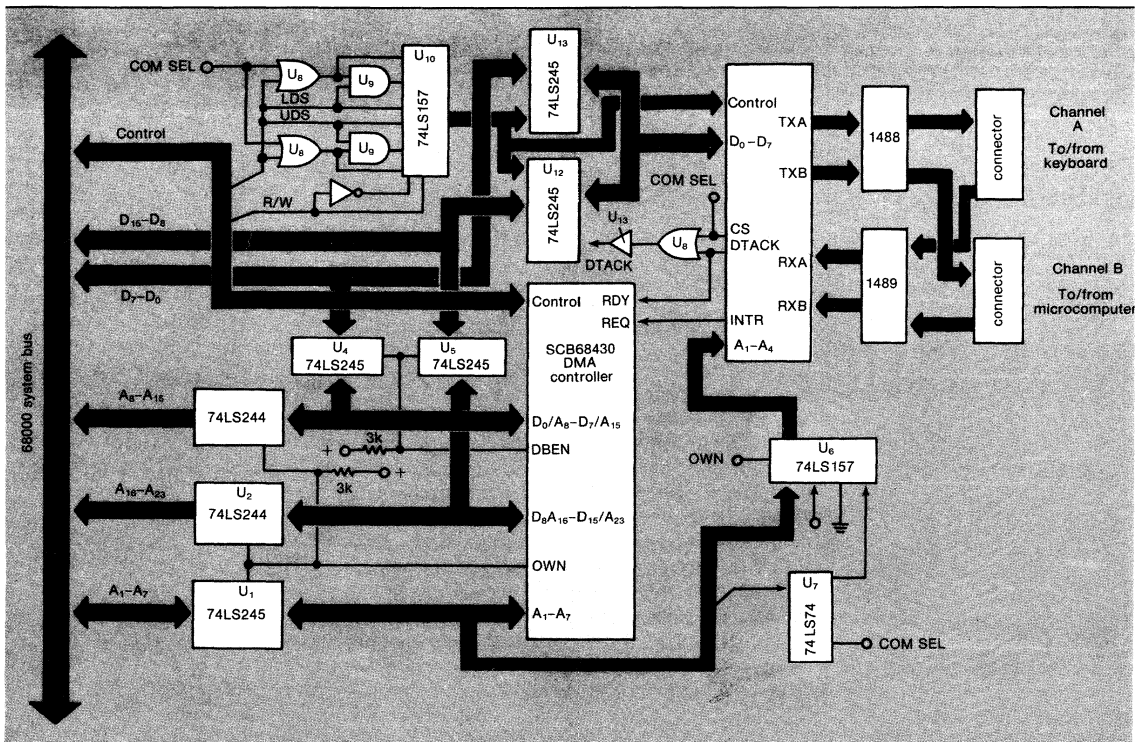 COM SEL
U8
U9
U10
74LS157
LDS
UDS
U8
U9
Control
R/W
D15–D8
D7–D0
U13
74LS245
U12
74LS245
COM SEL
U13
U8
DTACK
Control
D0–D7
TXA
TXB
CS
DTACK
RXA
RXB
INTR
A1–A4
1488
1489
connector
connector
Channel
A
To/from
keyboard
Channel B
To/from
microcomputer
68000 system bus
U4
74LS245
U5
74LS245
Control
RDY
REQ
SCB68430
DMA
controller
D0/A8–D7/A15
DBEN
D8A16–D15/A23
OWN
A1–A7
A8–A15
74LS244
3k
+
3k
+
A16–A23
U2
74LS244
A1–A7
U1
74LS245
OWN
U6
74LS157
U7
74LS74
COM SEL